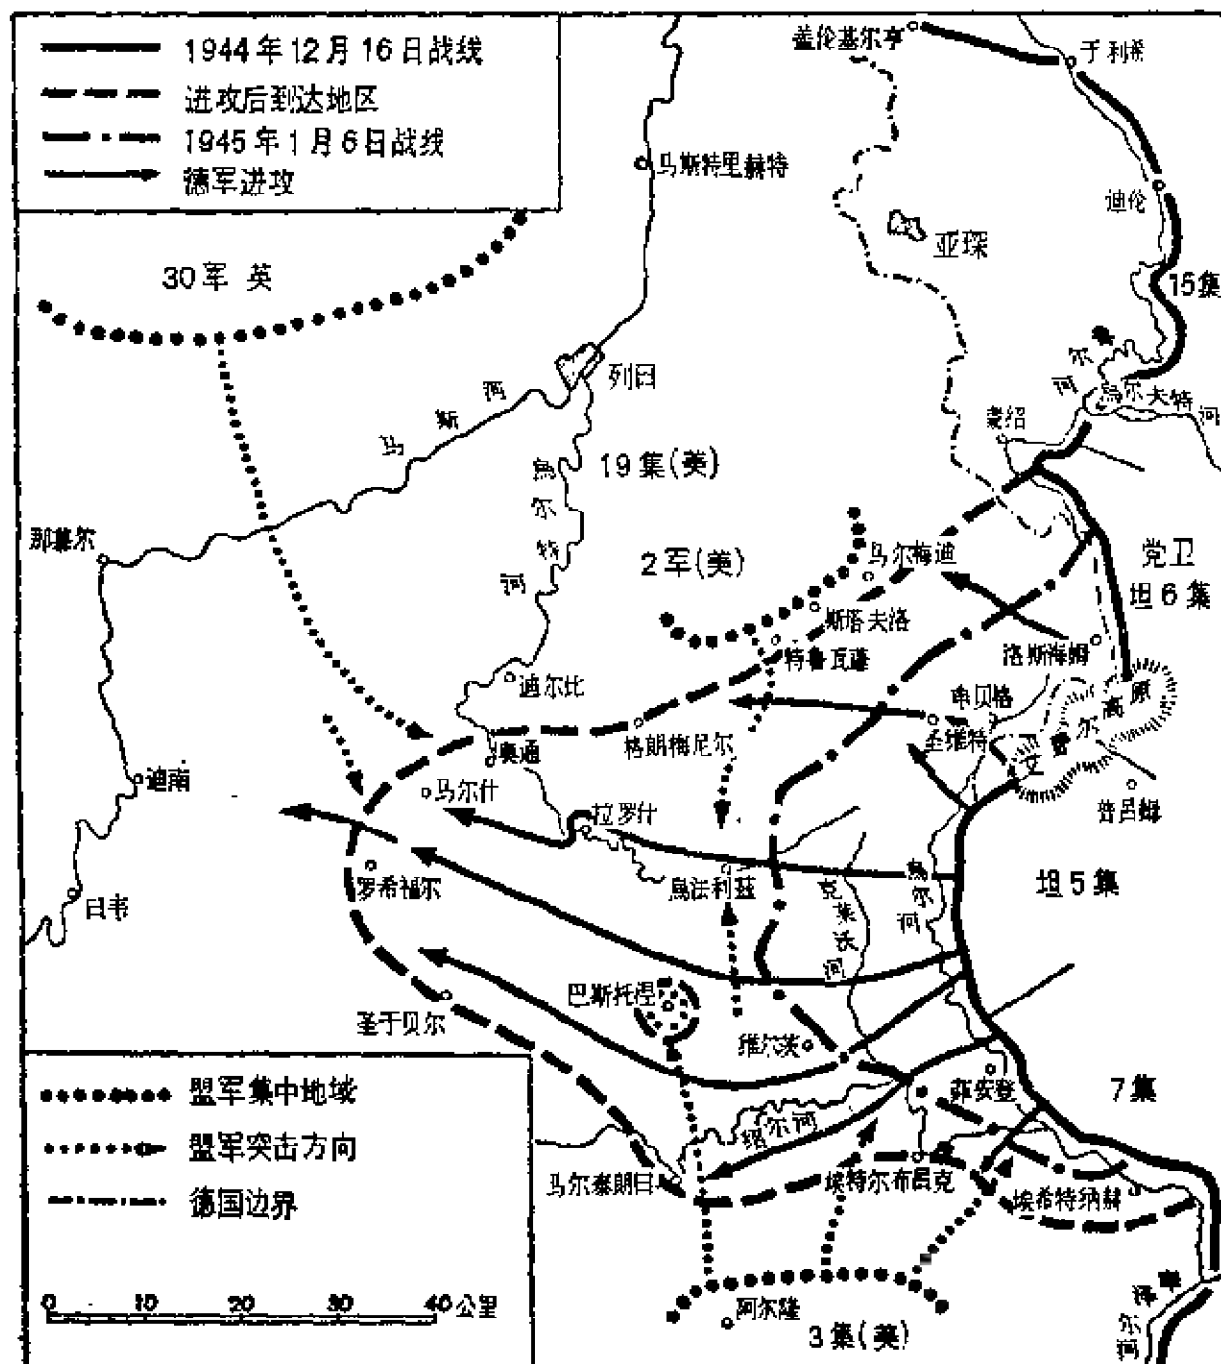 1944年12月16日战线
进攻后到达地区
1945年1月6日战线
德军进攻
盖伦基尔亨
于利希
马斯特里赫特
迪伦
亚琛
30军 英
15集
列日
鲁尔河
乌尔夫特河
蒙绍
马斯河
19集(美)
乌尔特河
那慕尔
2军(美)
马尔梅迪
党卫
坦6集
斯塔夫洛
特鲁瓦蓬
洛斯海姆
迪尔比
串贝格
艾费尔高原
格朗梅尼尔
圣维特
奥通
迪南
马尔什
拉罗什
普吕姆
罗希福尔
乌法利兹
克莱沃河
乌尔河
坦5集
日韦
巴斯托涅
圣于贝尔
维尔茨
菲安登
7集
绍尔河
马尔泰朗日
埃特尔布吕克
埃希特纳赫
盟军集中地域
盟军突击方向
德国边界
0 10 20 40公里
阿尔隆
3集(美)
摩泽尔河